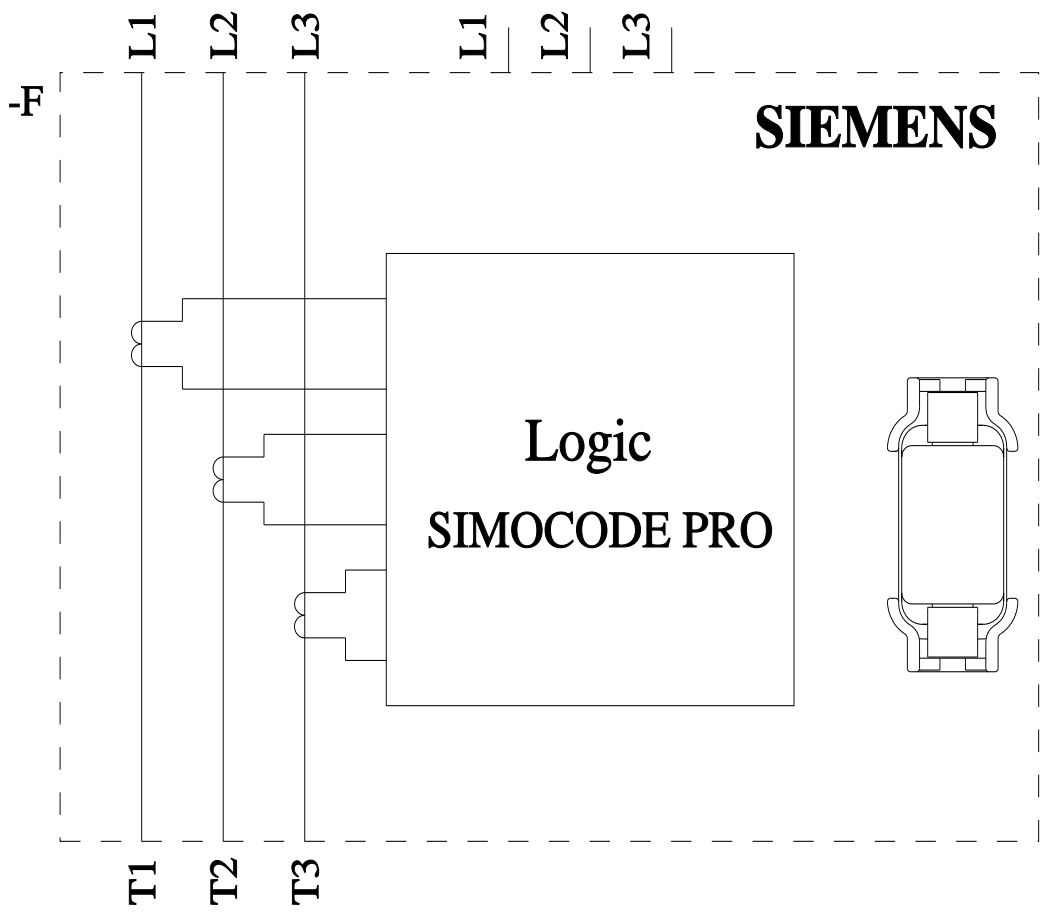 L1 L2 L3 L1 L2 L3
-F
SIEMENS
Logic
SIMOCODE PRO
T1 T2 T3